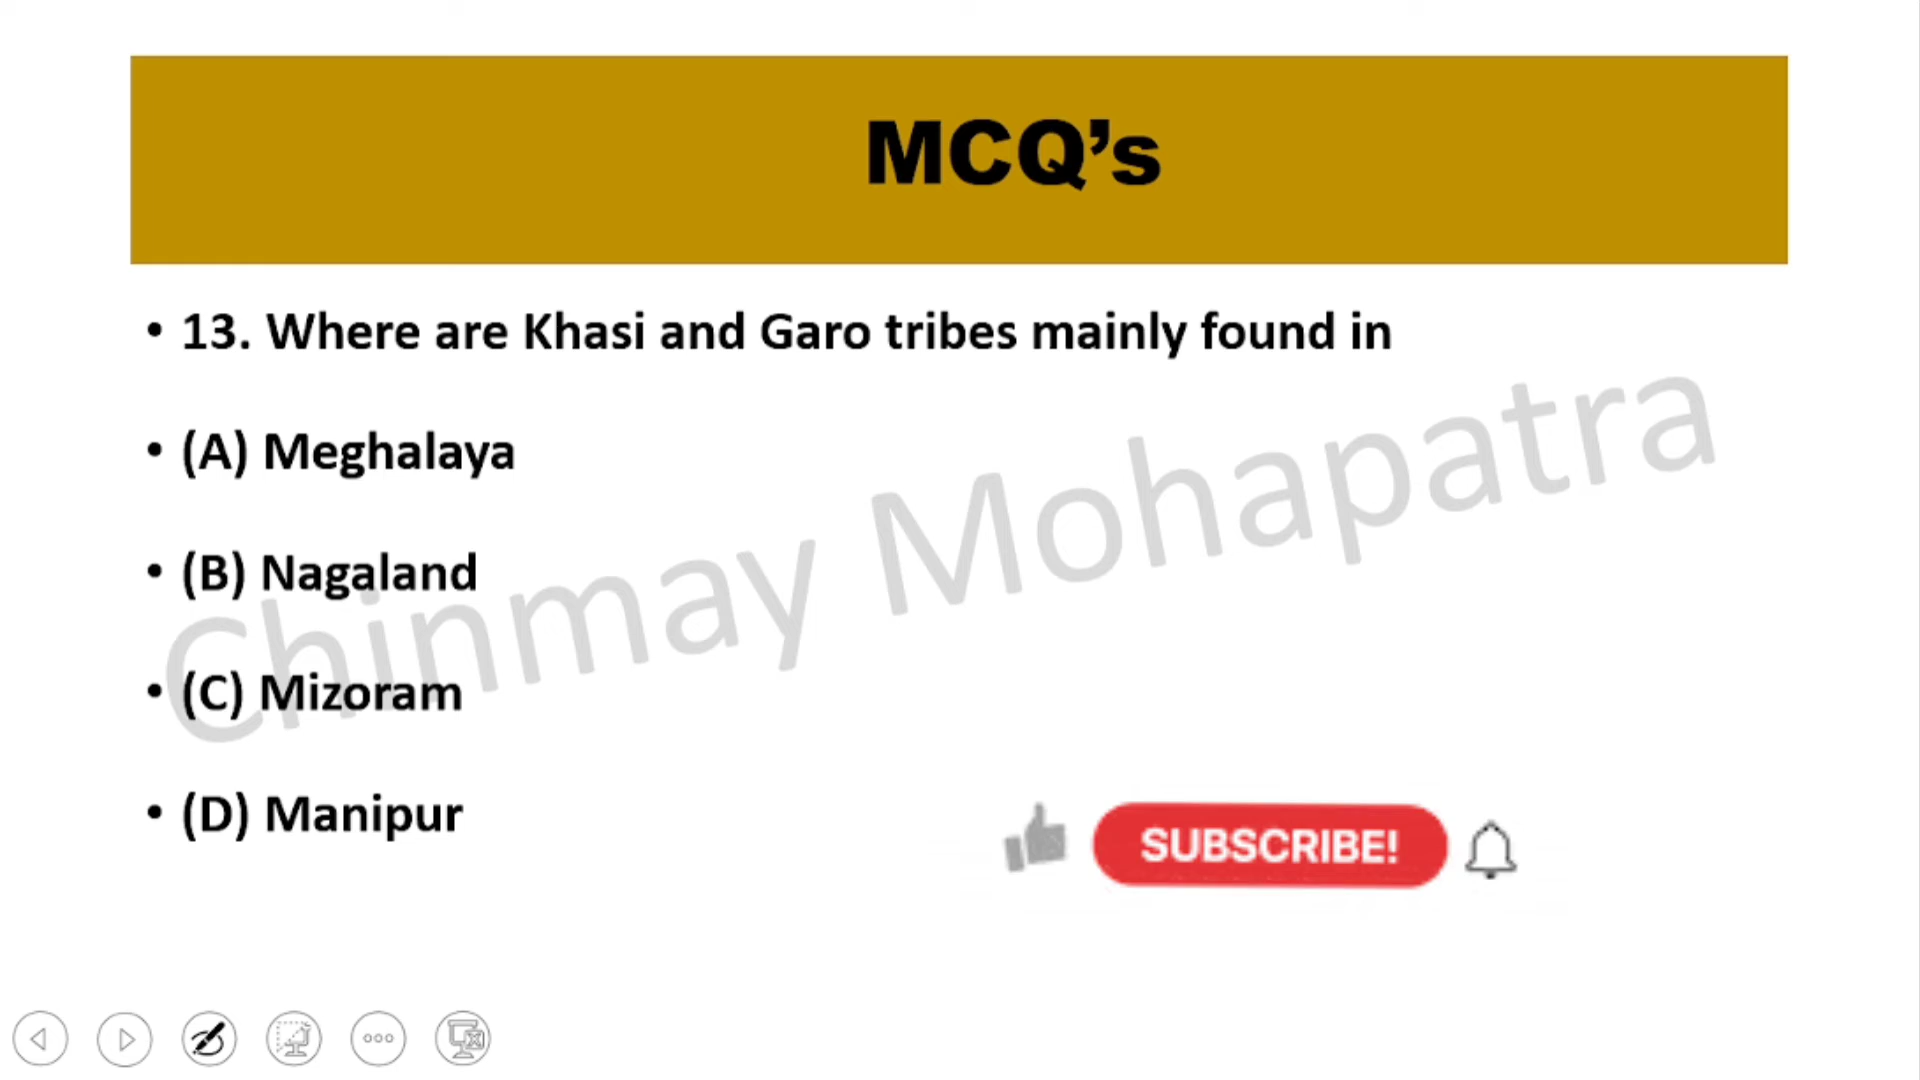 MCQ’s
• 13. Where are Khasi and Garo tribes mainly found in
• (A) Meghalaya
• (B) Nagaland
• (C) Mizoram
• (D) Manipur
Chinmay Mohapatra
SUBSCRIBE!